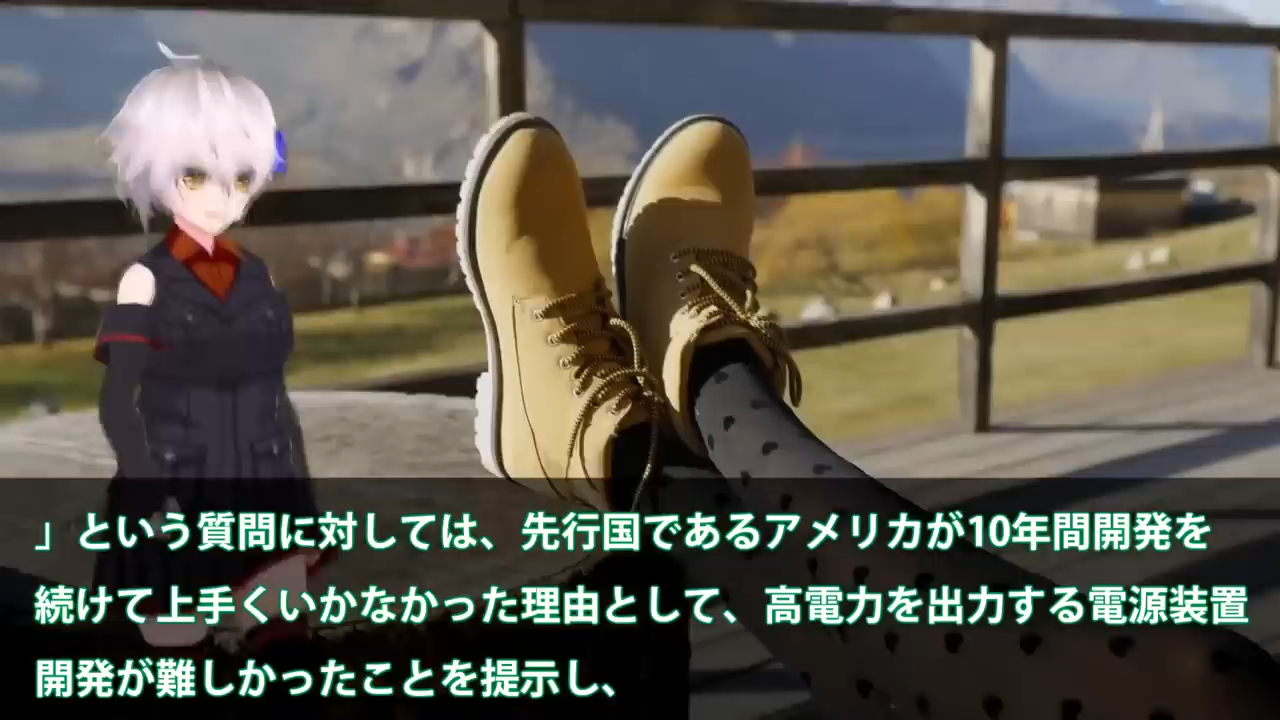 」という質問に対しては、先行国であるアメリカが10年間開発を
続けて上手くいかなかった理由として、高電力を出力する電源装置
開発が難しかったことを提示し、